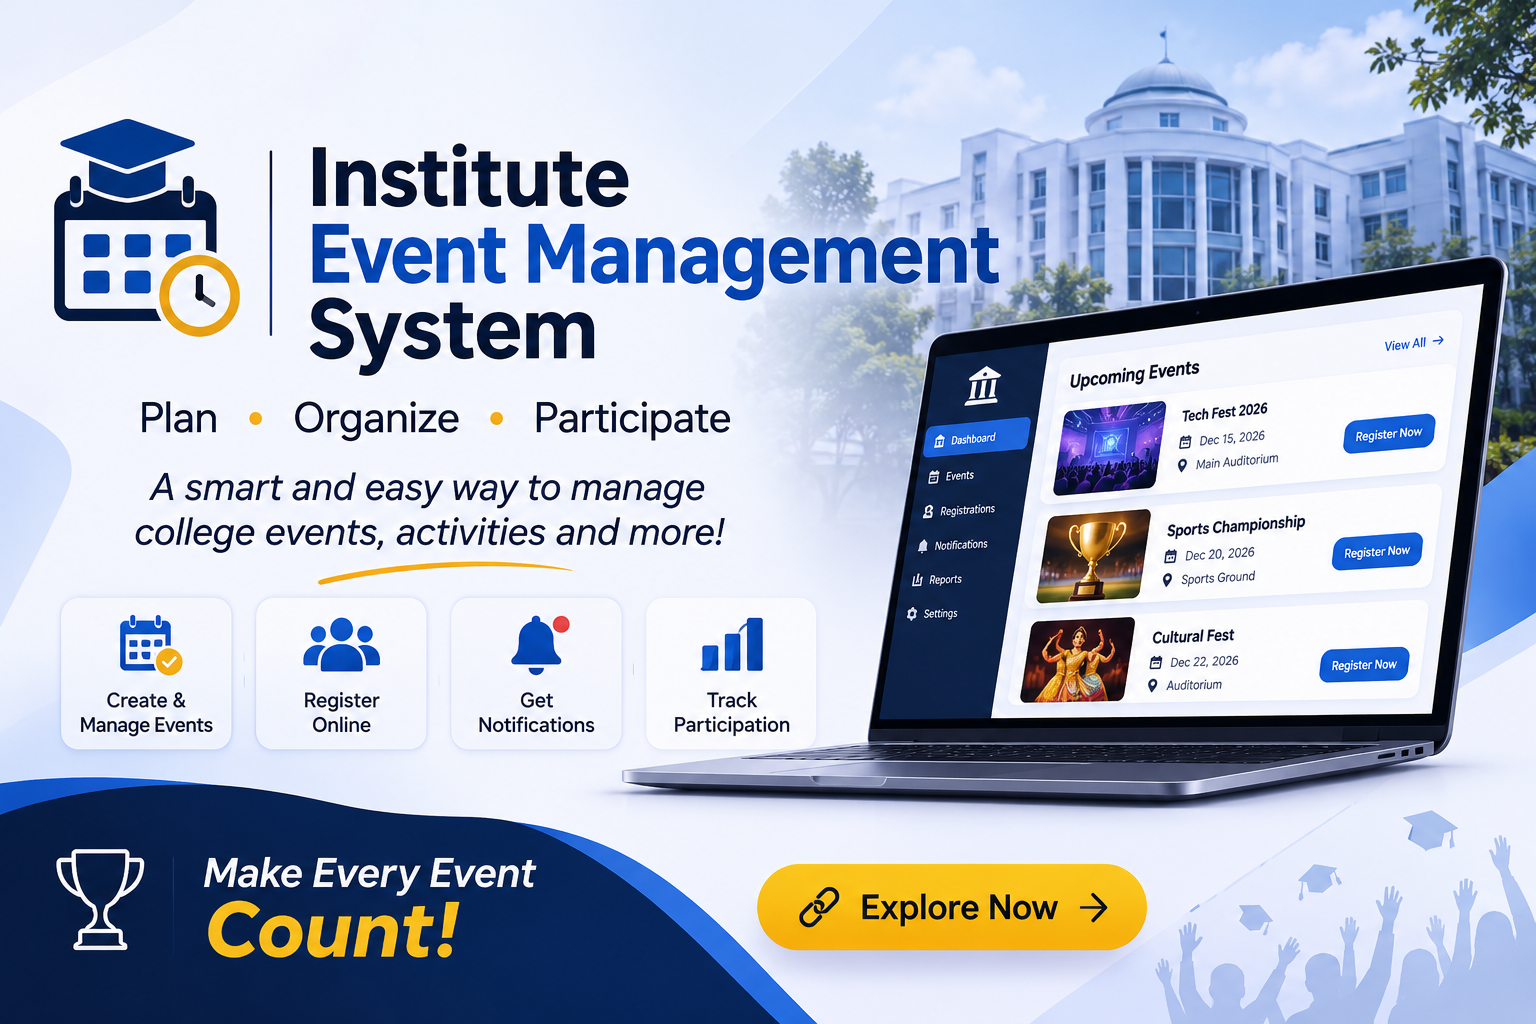 Institute
Event Management
System
Plan • Organize • Participate
A smart and easy way to manage
college events, activities and more!
Create &
Manage Events
Register
Online
Get
Notifications
Track
Participation
Make Every Event
Count!
Explore Now →
Dashboard
Events
Registrations
Notifications
Reports
Settings
Upcoming Events
View All →
Tech Fest 2026
Dec 15, 2026
Main Auditorium
Register Now
Sports Championship
Dec 20, 2026
Sports Ground
Register Now
Cultural Fest
Dec 22, 2026
Auditorium
Register Now